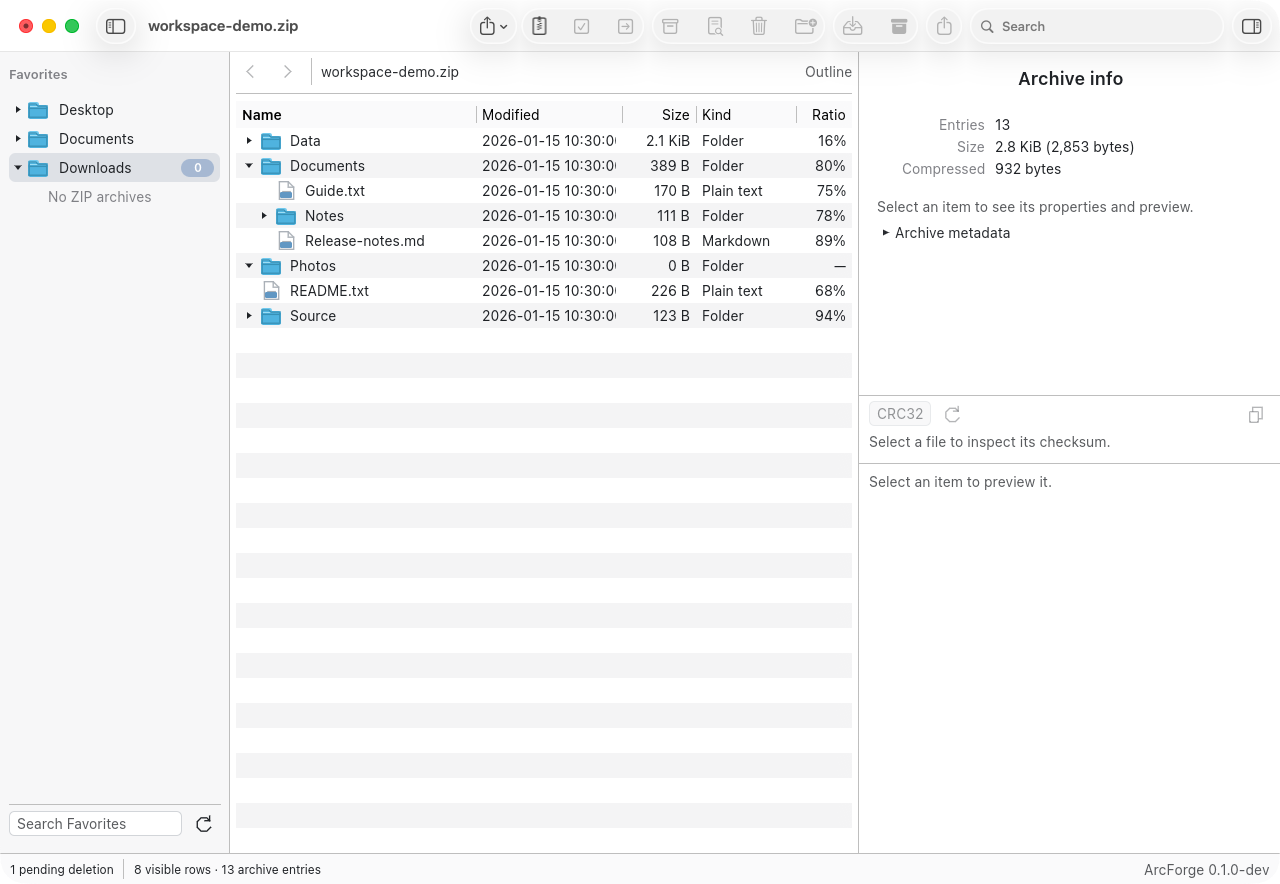 workspace-demo.zip
Search
Favorites
Desktop
Documents
Downloads 0
No ZIP archives
Search Favorites
workspace-demo.zip Outline
Name Modified Size Kind Ratio
Data 2026-01-15 10:30:0 2.1 KiB Folder 16%
Documents 2026-01-15 10:30:0 389 B Folder 80%
Guide.txt 2026-01-15 10:30:0 170 B Plain text 75%
Notes 2026-01-15 10:30:0 111 B Folder 78%
Release-notes.md 2026-01-15 10:30:0 108 B Markdown 89%
Photos 2026-01-15 10:30:0 0 B Folder —
README.txt 2026-01-15 10:30:0 226 B Plain text 68%
Source 2026-01-15 10:30:0 123 B Folder 94%
Archive info
Entries 13
Size 2.8 KiB (2,853 bytes)
Compressed 932 bytes
Select an item to see its properties and preview.
Archive metadata
CRC32
Select a file to inspect its checksum.
Select an item to preview it.
1 pending deletion 8 visible rows · 13 archive entries ArcForge 0.1.0-dev